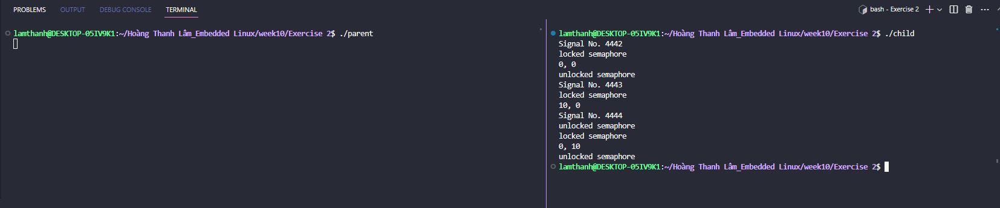 PROBLEMS OUTPUT DEBUG CONSOLE TERMINAL
bash - Exercise 2
lamthanh@DESKTOP-05IV9K1:~/Hoàng Thanh Lâm_Embedded Linux/week10/Exercise 2$ ./parent
lamthanh@DESKTOP-05IV9K1:~/Hoàng Thanh Lâm_Embedded Linux/week10/Exercise 2$ ./child
Signal No. 4442
locked semaphore
0, 0
unlocked semaphore
Signal No. 4443
locked semaphore
10, 0
Signal No. 4444
unlocked semaphore
locked semaphore
0, 10
unlocked semaphore
lamthanh@DESKTOP-05IV9K1:~/Hoàng Thanh Lâm_Embedded Linux/week10/Exercise 2$